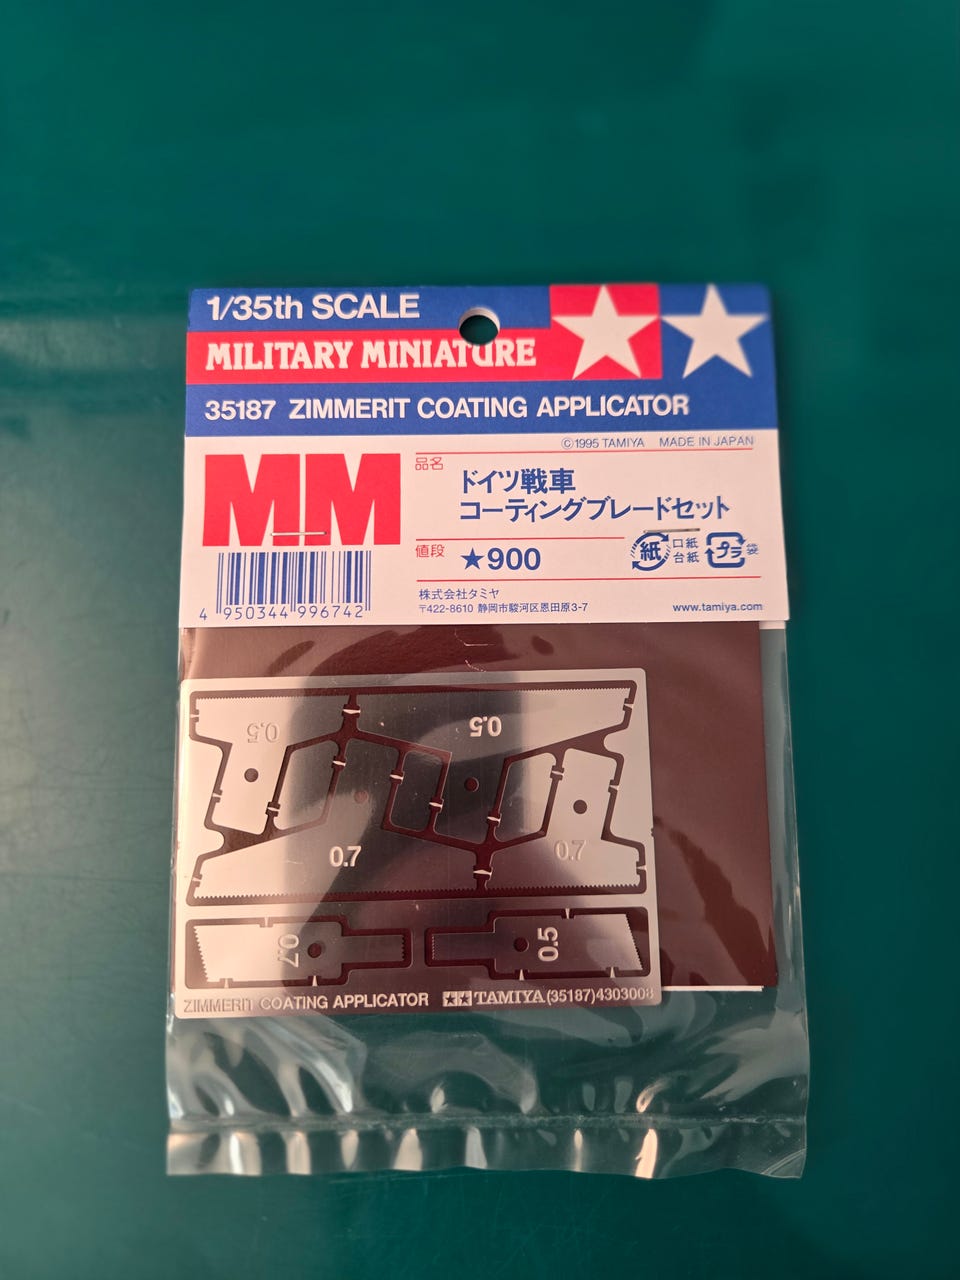 1/35th SCALE
MILITARY MINIATURE
35187 ZIMMERIT COATING APPLICATOR
©1995 TAMIYA MADE IN JAPAN
MM
品名
ドイツ戦車
コーティングブレードセット
値段
★900
紙
口紙
台紙
プラ
袋
4 950344 996742
株式会社タミヤ
〒422-8610 静岡市駿河区恩田原3-7
www.tamiya.com
0.5
0.5
0.7
0.7
0.7
0.5
ZIMMERIT COATING APPLICATOR ★★ TAMIYA (35187)4303008